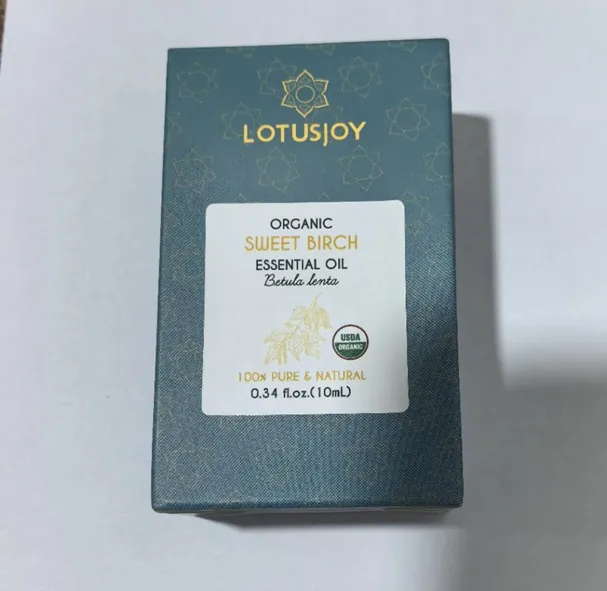 LOTUSJOY
ORGANIC
SWEET BIRCH
ESSENTIAL OIL
Betula lenta
USDA
ORGANIC
100% PURE & NATURAL
0.34 fl.oz.(10mL)